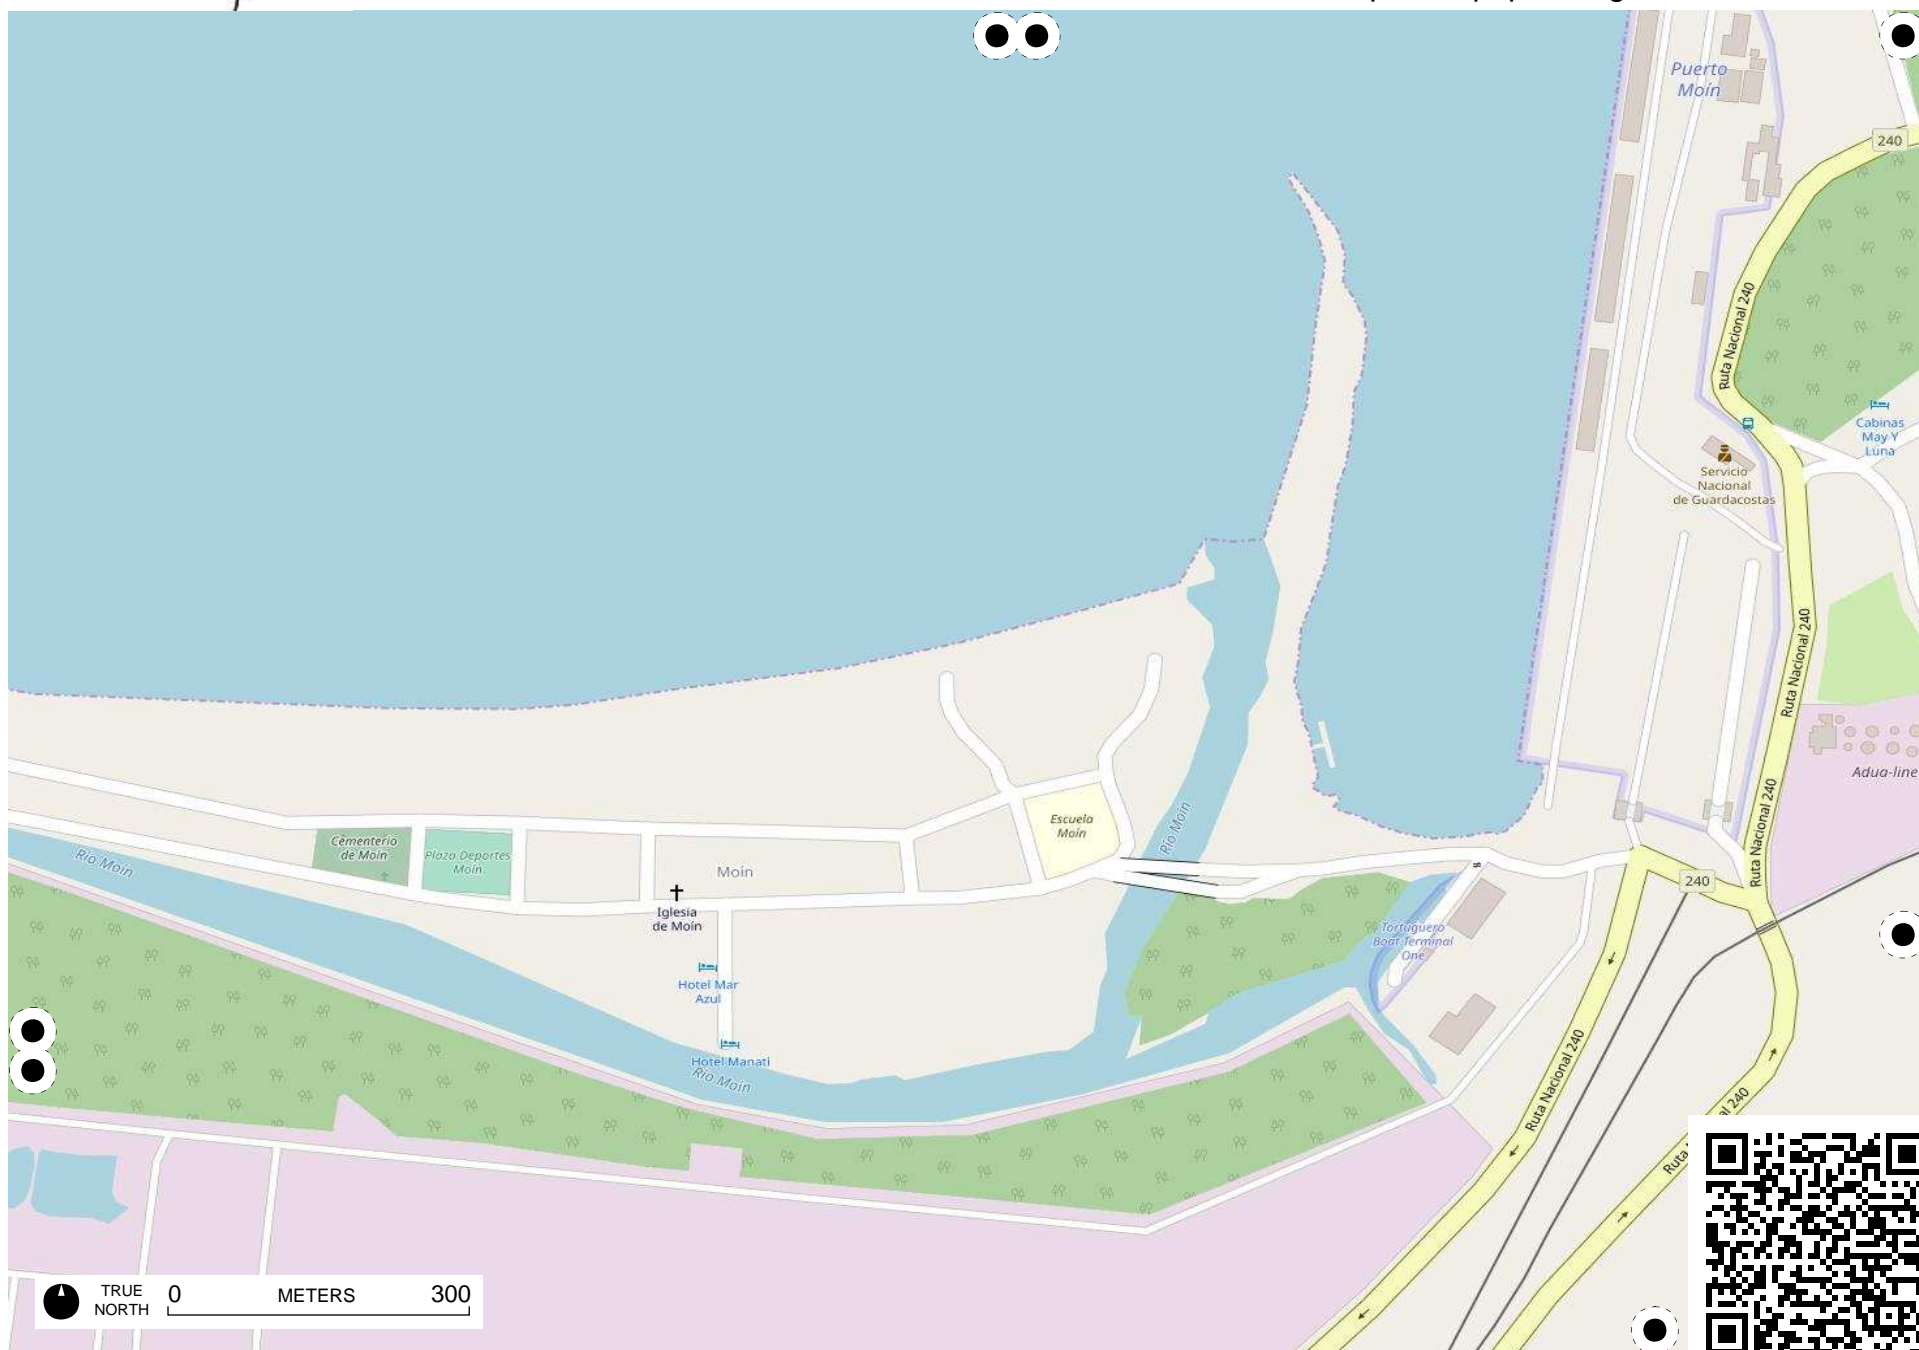 Puerto
Moín
240
Ruta Nacional 240
Cabinas
May Y
Luna
Servicio
Nacional
de Guardacostas
Ruta Nacional 240
Adua-line
Ruta Nacional 240
Escuela
Moín
Río Moín
Cementerio
de Moín
Plaza Deportes
Moín
Río Moín
Moín
Iglesia
de Moín
240
Tortuguero
Boat Terminal
One
Hotel Mar
Azul
Hotel Manati
Río Moín
Ruta Nacional 240
al 240
Ruta
TRUE
NORTH
0 METERS 300